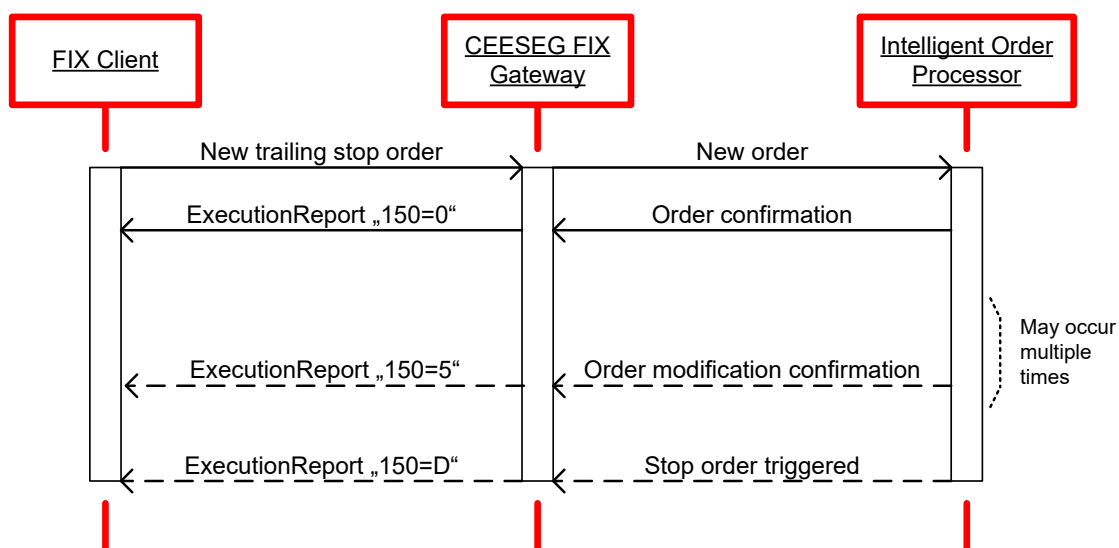 FIX Client
CEESEG FIX
Gateway
Intelligent Order
Processor
New trailing stop order
New order
ExecutionReport „150=0“
Order confirmation
May occur
multiple
times
ExecutionReport „150=5“
Order modification confirmation
ExecutionReport „150=D“
Stop order triggered